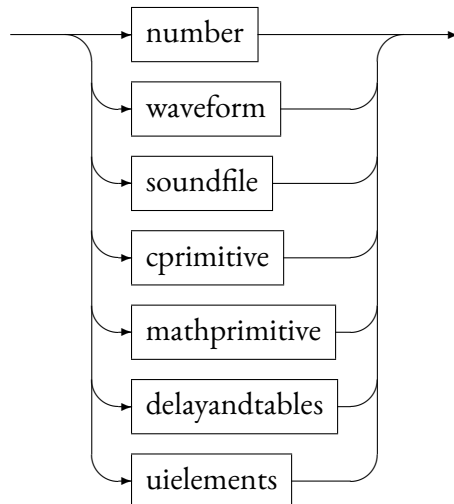 number
waveform
soundfile
cprimitive
mathprimitive
delayandtables
uielements